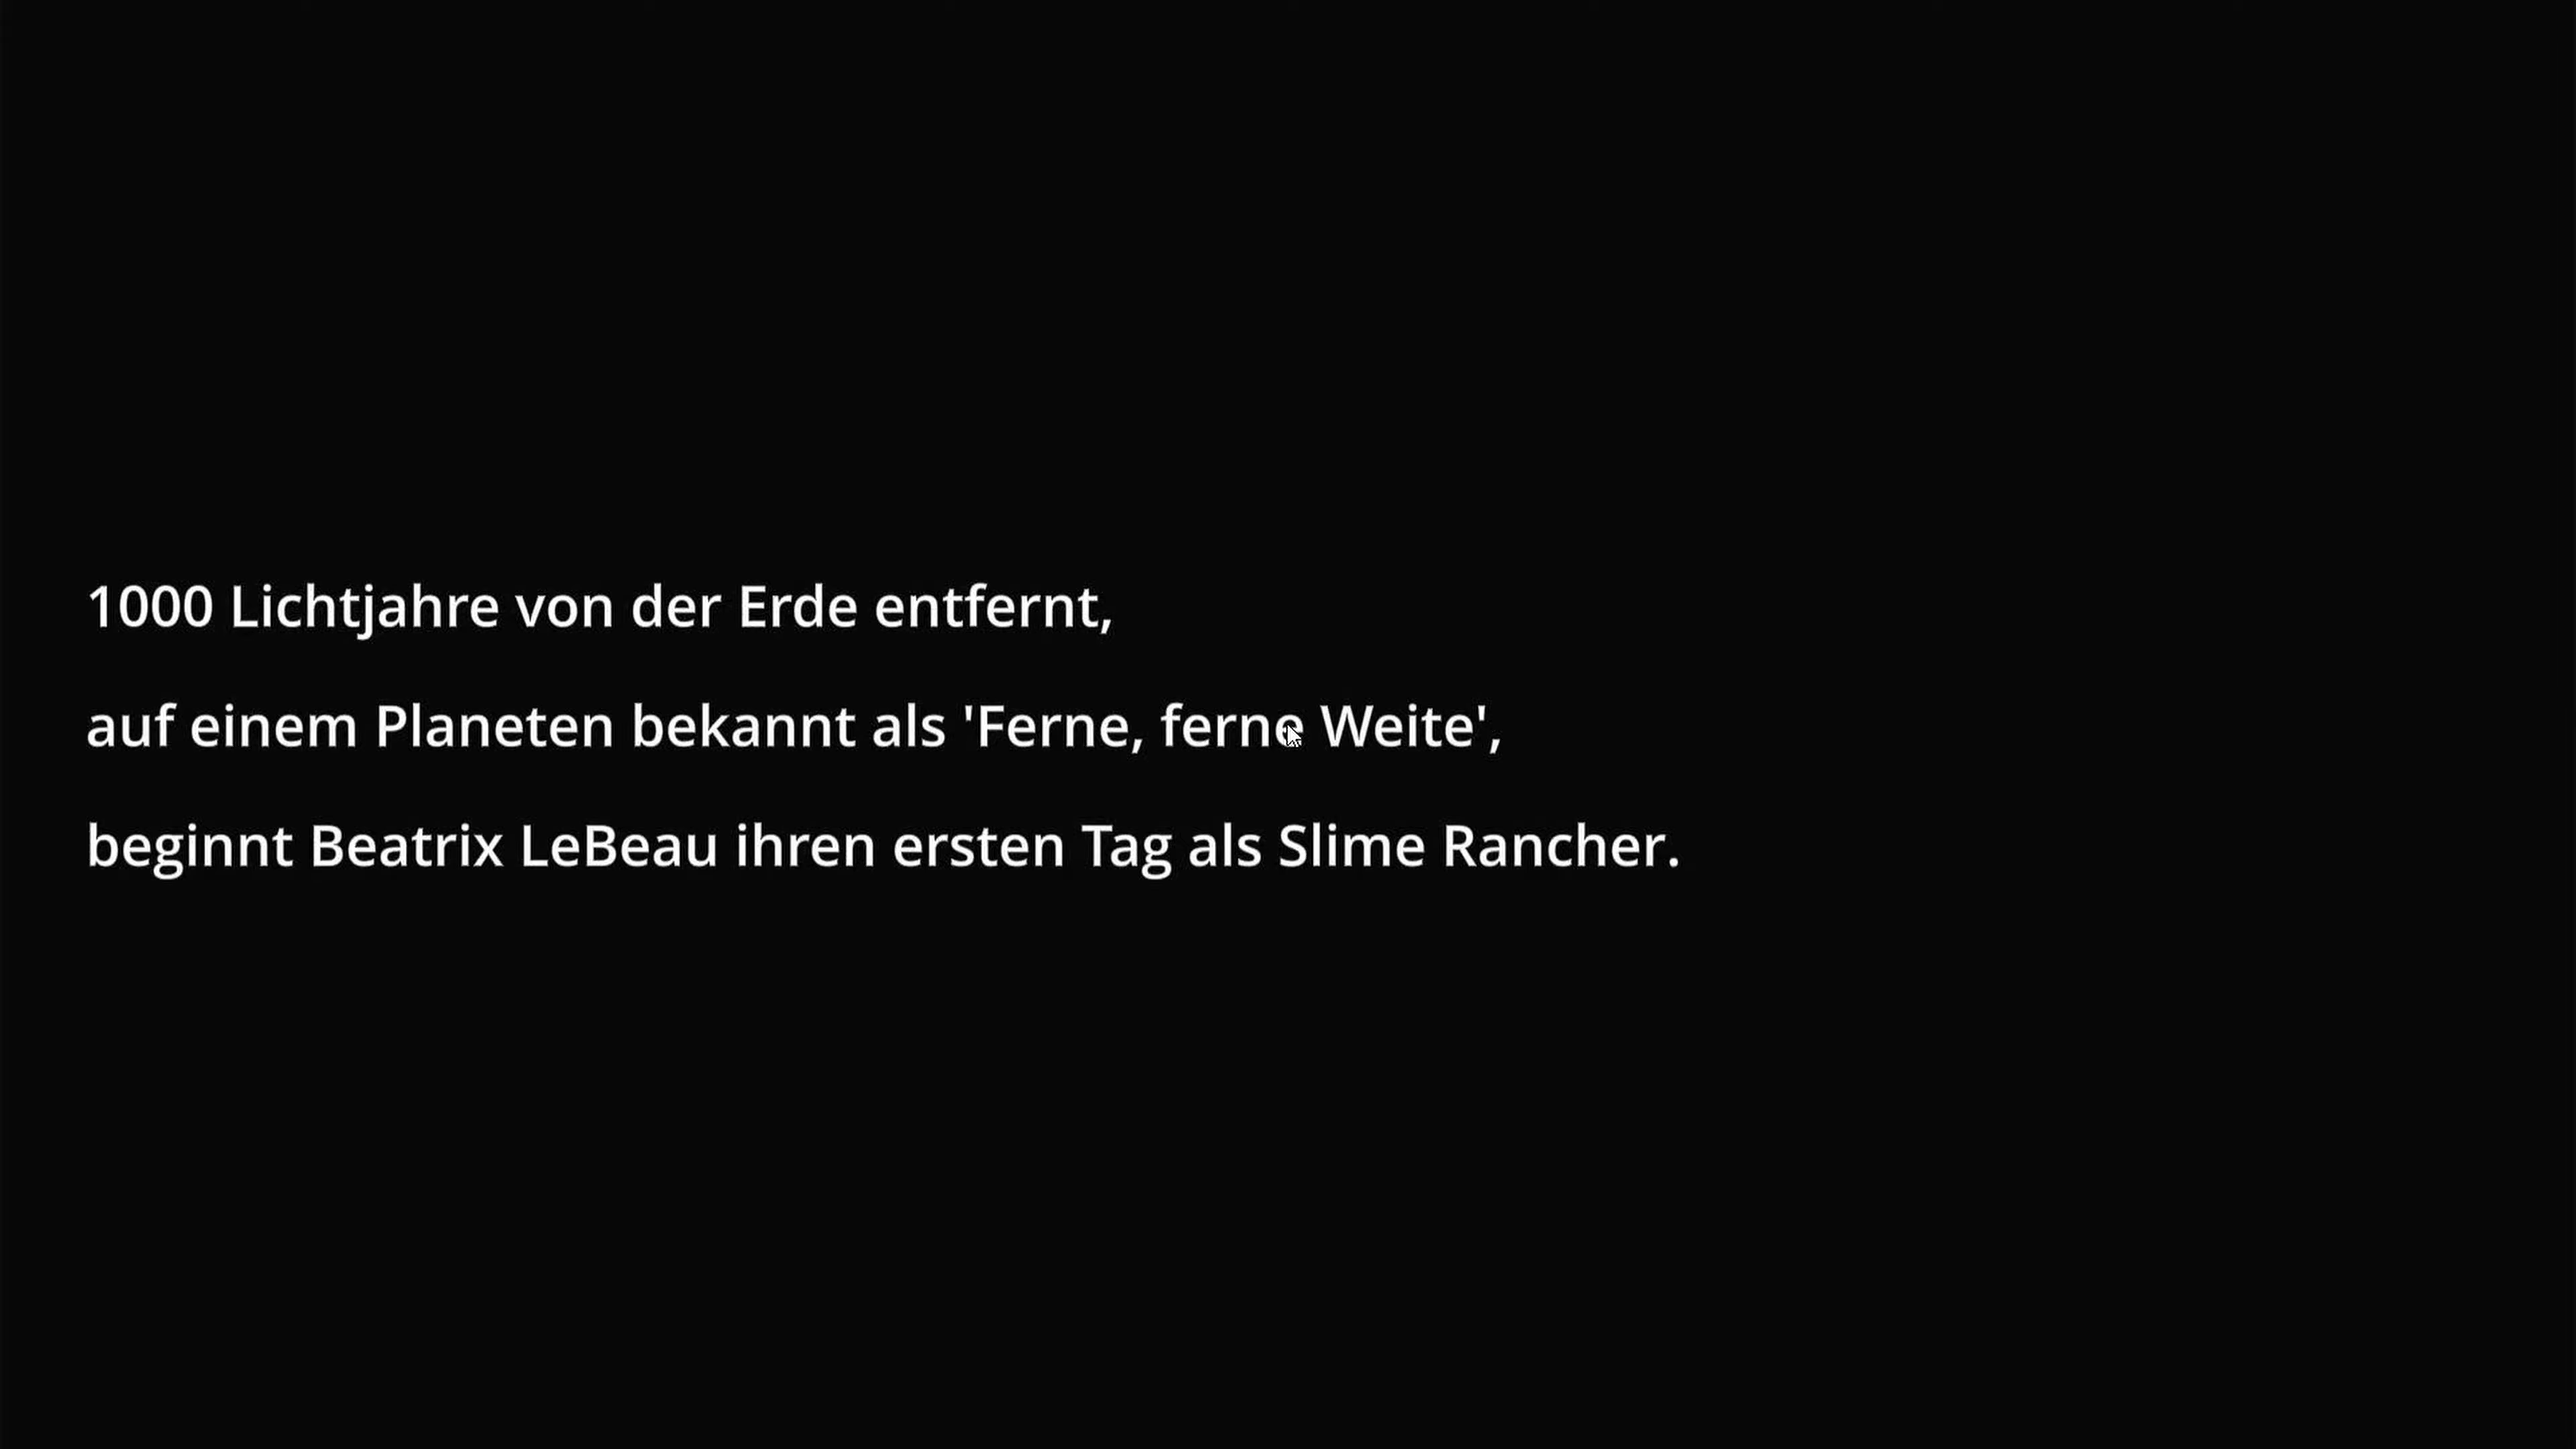 1000 Lichtjahre von der Erde entfernt,
auf einem Planeten bekannt als 'Ferne, ferne Weite',
beginnt Beatrix LeBeau ihren ersten Tag als Slime Rancher.